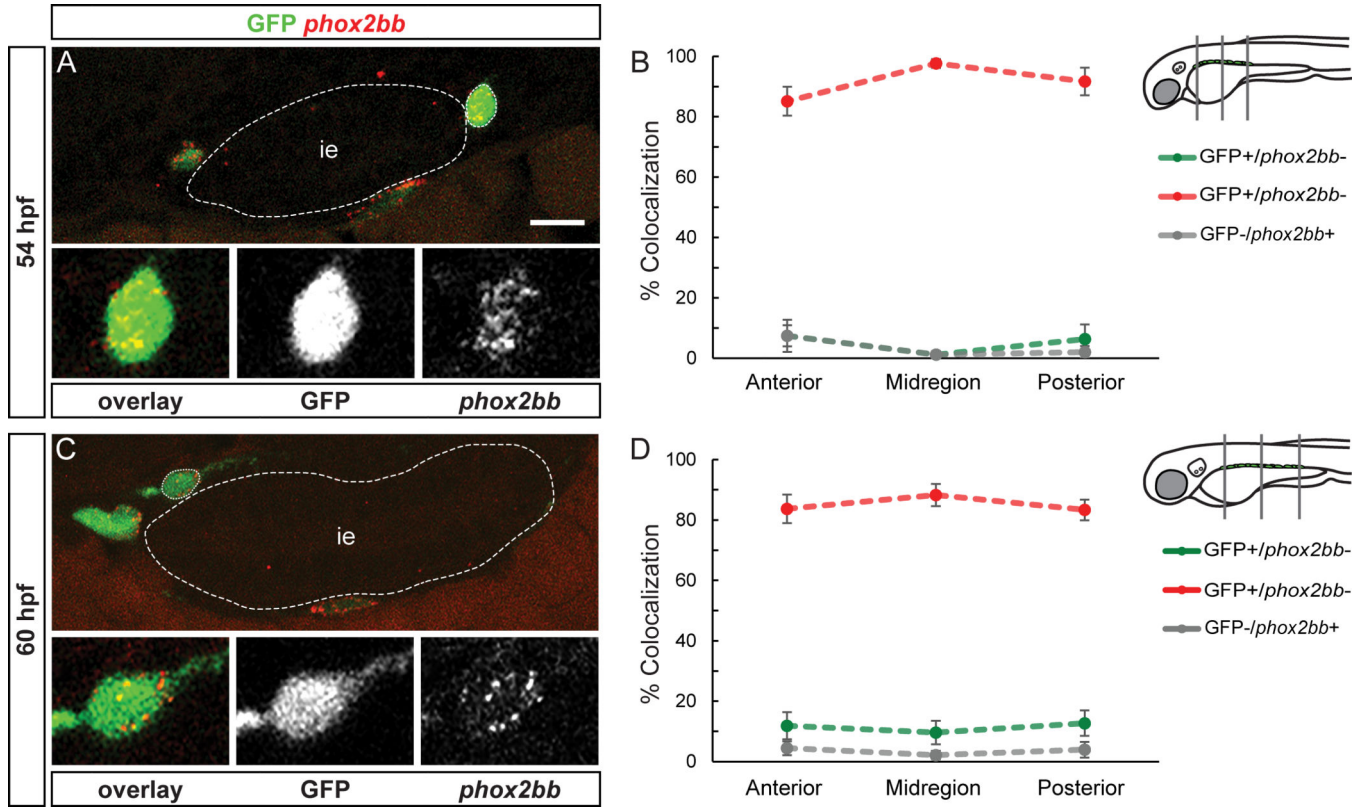 GFP phox2bb
54 hpf
A
ie
overlay
GFP
phox2bb
B
% Colocalization
100
80
60
40
20
0
Anterior
Midregion
Posterior
GFP+/phox2bb-
GFP+/phox2bb-
GFP-/phox2bb+
60 hpf
C
ie
overlay
GFP
phox2bb
D
% Colocalization
100
80
60
40
20
0
Anterior
Midregion
Posterior
GFP+/phox2bb-
GFP+/phox2bb-
GFP-/phox2bb+